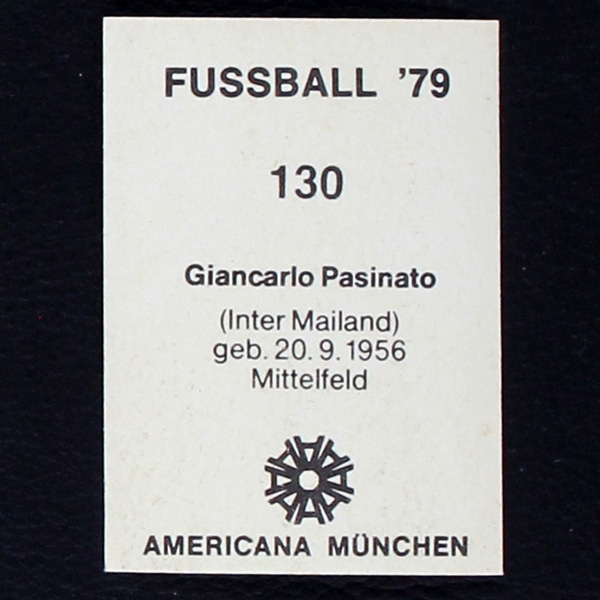 FUSSBALL ’79
130
Giancarlo Pasinato
(Inter Mailand)
geb. 20. 9. 1956
Mittelfeld
AMERICANA MÜNCHEN